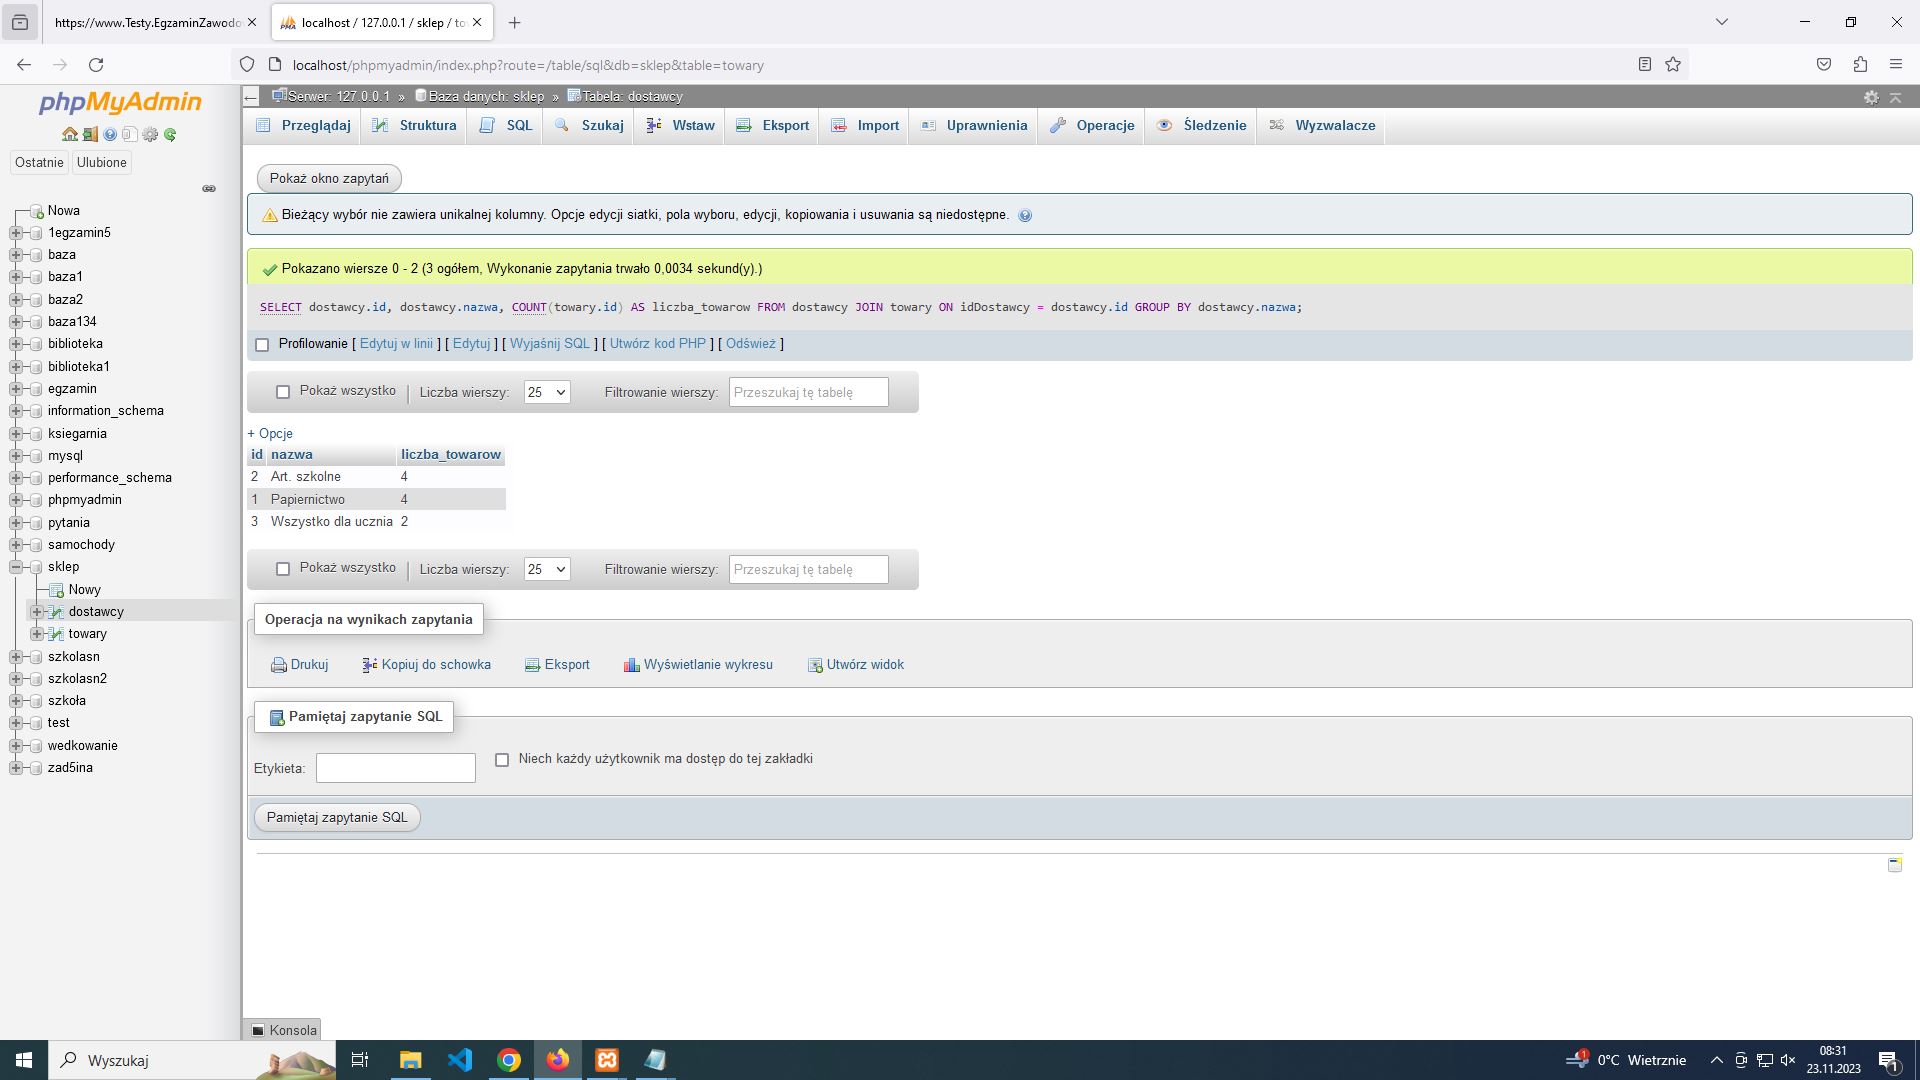 https://www.Testy.EgzaminZawodo
localhost / 127.0.0.1 / sklep / to
localhost/phpmyadmin/index.php?route=/table/sql&db=sklep&table=towary
phpMyAdmin
Ostatnie Ulubione
Nowa
1egzamin5
baza
baza1
baza2
baza134
biblioteka
biblioteka1
egzamin
information_schema
ksiegarnia
mysql
performance_schema
phpmyadmin
pytania
samochody
sklep
Nowy
dostawcy
towary
szkolasn
szkolasn2
szkoła
test
wedkowanie
zad5ina
Serwer: 127.0.0.1 » Baza danych: sklep » Tabela: dostawcy
Przeglądaj Struktura SQL Szukaj Wstaw Eksport Import Uprawnienia Operacje Śledzenie Wyzwalacze
Pokaż okno zapytań
Bieżący wybór nie zawiera unikalnej kolumny. Opcje edycji siatki, pola wyboru, edycji, kopiowania i usuwania są niedostępne.
Pokazano wiersze 0 - 2 (3 ogółem, Wykonanie zapytania trwało 0,0034 sekund(y).)
SELECT dostawcy.id, dostawcy.nazwa, COUNT(towary.id) AS liczba_towarow FROM dostawcy JOIN towary ON idDostawcy = dostawcy.id GROUP BY dostawcy.nazwa;
Profilowanie [ Edytuj w linii ] [ Edytuj ] [ Wyjaśnij SQL ] [ Utwórz kod PHP ] [ Odśwież ]
Pokaż wszystko | Liczba wierszy: 25 Filtrowanie wierszy: Przeszukaj tę tabelę
+ Opcje
id nazwa liczba_towarow
2 Art. szkolne 4
1 Papiernictwo 4
3 Wszystko dla ucznia 2
Pokaż wszystko | Liczba wierszy: 25 Filtrowanie wierszy: Przeszukaj tę tabelę
Operacja na wynikach zapytania
Drukuj Kopiuj do schowka Eksport Wyświetlanie wykresu Utwórz widok
Pamiętaj zapytanie SQL
Etykieta: Niech każdy użytkownik ma dostęp do tej zakładki
Pamiętaj zapytanie SQL
Konsola
Wyszukaj
1 0°C Wietrznie
08:31
23.11.2023
1